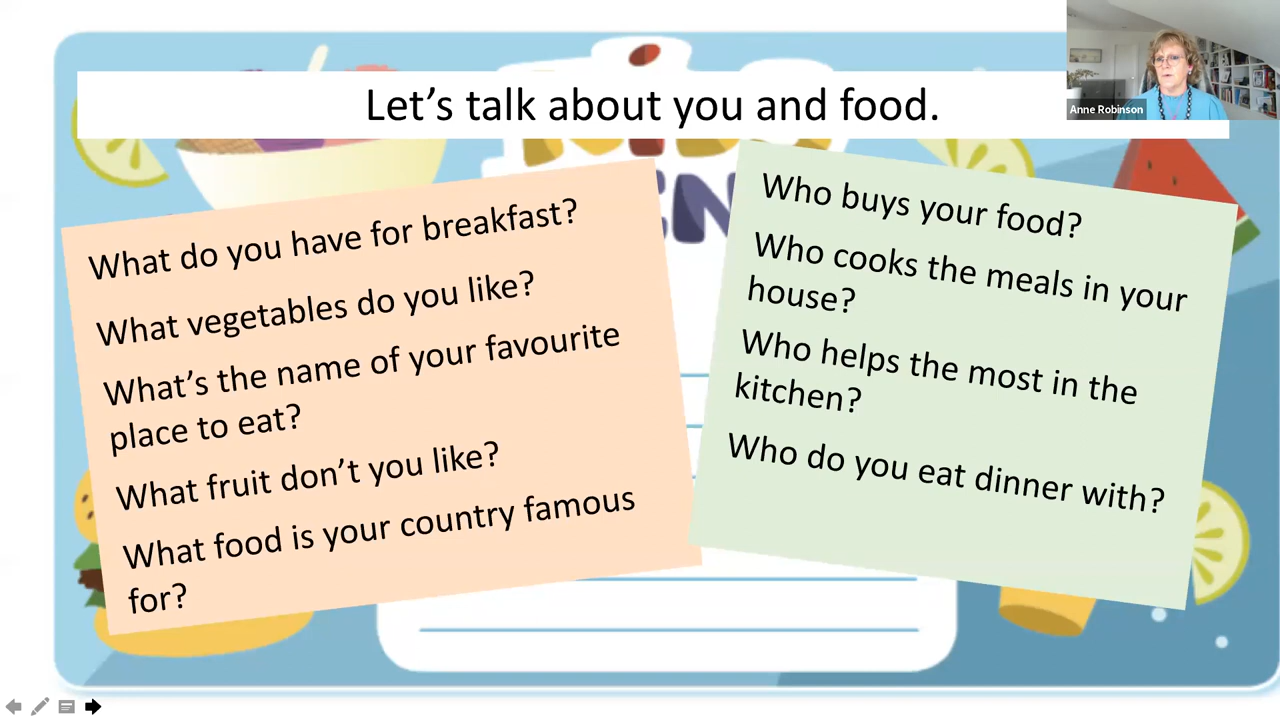 Let's talk about you and food.
Anne Robinson
What do you have for breakfast?
What vegetables do you like?
What's the name of your favourite
place to eat?
What fruit don't you like?
What food is your country famous
for?
Who buys your food?
Who cooks the meals in your
house?
Who helps the most in the
kitchen?
Who do you eat dinner with?